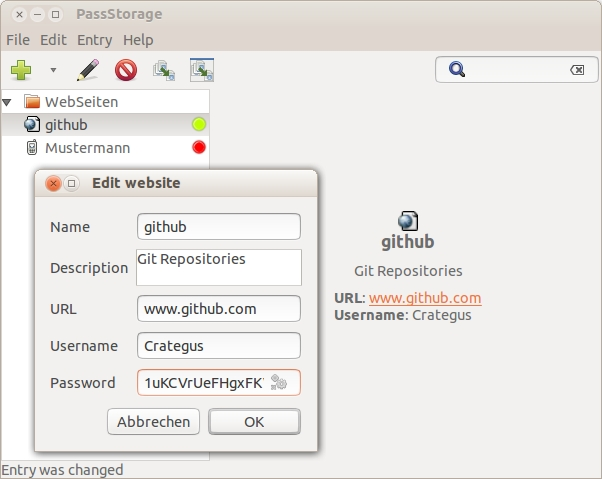 PassStorage
File Edit Entry Help
WebSeiten
github
Mustermann
Edit website
Name github
Description Git Repositories
URL www.github.com
Username Crategus
Password
Abbrechen OK
github
Git Repositories
URL: www.github.com
Username: Crategus
Entry was changed